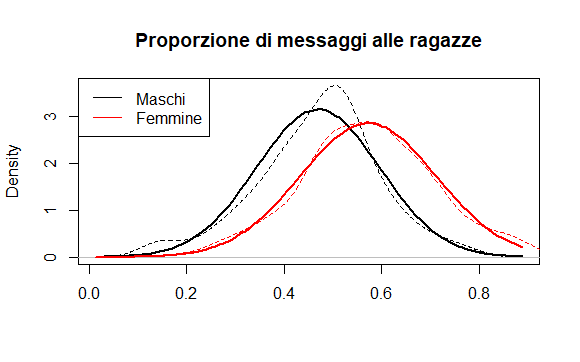 Proporzione di messaggi alle ragazze
Maschi
Femmine
Density
3
2
1
0
0.0 0.2 0.4 0.6 0.8